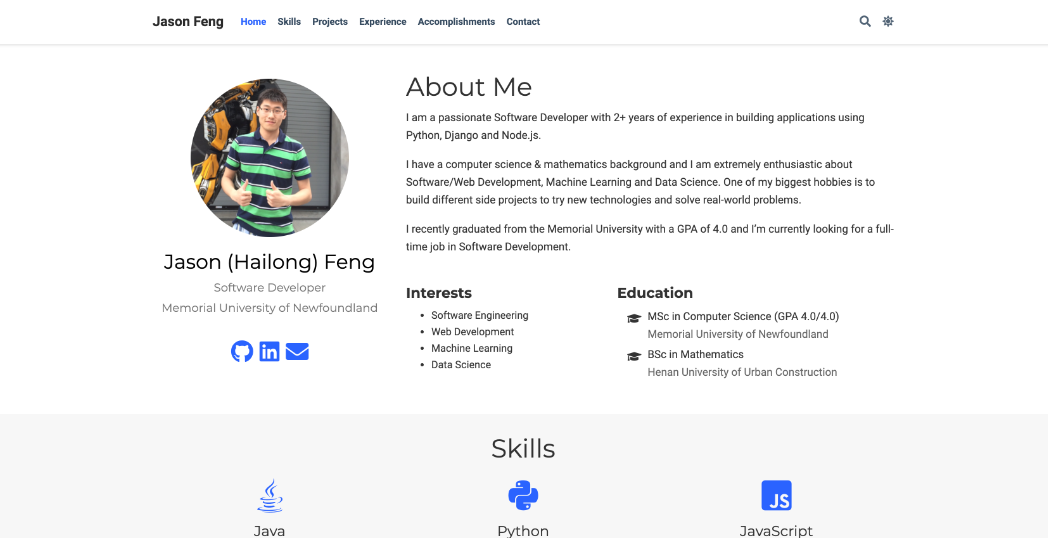 Jason Feng
Home
Skills
Projects
Experience
Accomplishments
Contact
Jason (Hailong) Feng
Software Developer
Memorial University of Newfoundland
About Me
I am a passionate Software Developer with 2+ years of experience in building applications using
Python, Django and Node.js.
I have a computer science & mathematics background and I am extremely enthusiastic about
Software/Web Development, Machine Learning and Data Science. One of my biggest hobbies is to
build different side projects to try new technologies and solve real-world problems.
I recently graduated from the Memorial University with a GPA of 4.0 and I'm currently looking for a full-
time job in Software Development.
Interests
• Software Engineering
• Web Development
• Machine Learning
• Data Science
Education
MSc in Computer Science (GPA 4.0/4.0)
Memorial University of Newfoundland
BSc in Mathematics
Henan University of Urban Construction
Skills
JS
Java
Python
JavaScript